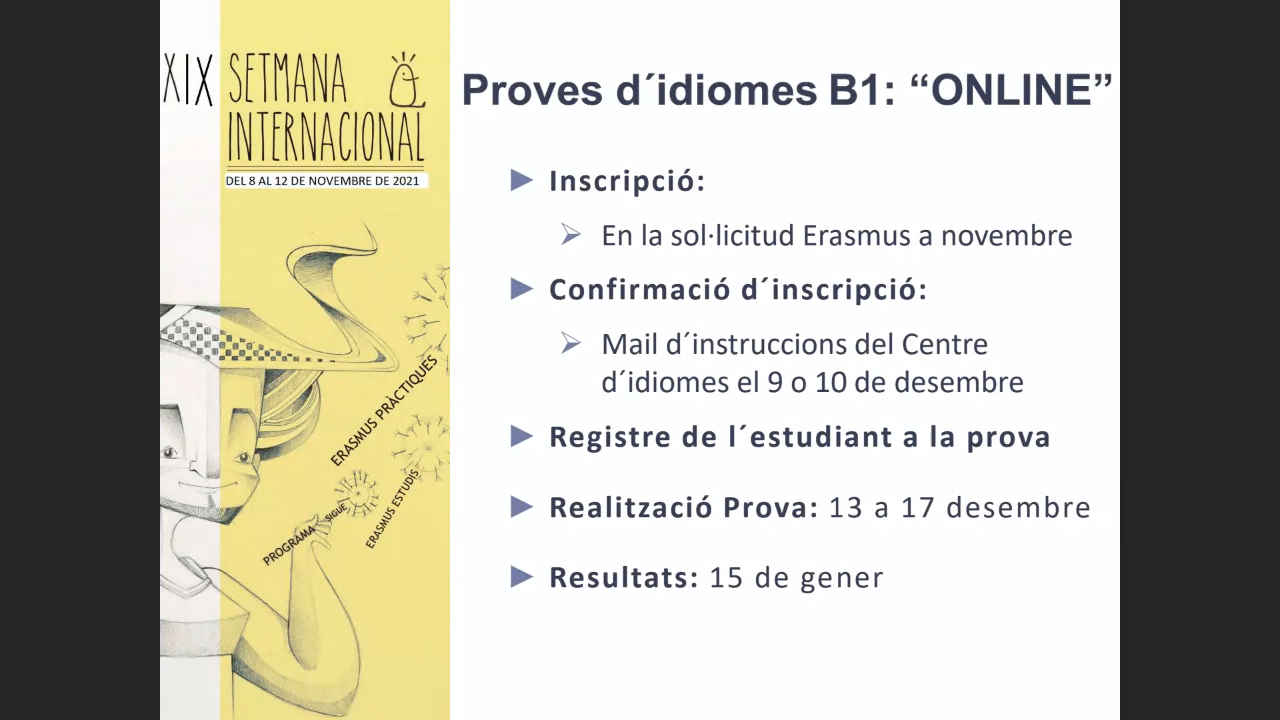 XIX SETMANA
INTERNACIONAL
DEL 8 AL 12 DE NOVEMBRE DE 2021
ERASMUS PRÀCTIQUES
ERASMUS ESTUDIS
PROGRAMA SIGUE
Proves d´idiomes B1: “ONLINE”
► Inscripció:
➢ En la sol·licitud Erasmus a novembre
► Confirmació d´inscripció:
➢ Mail d´instruccions del Centre
d´idiomes el 9 o 10 de desembre
► Registre de l´estudiant a la prova
► Realització Prova: 13 a 17 desembre
► Resultats: 15 de gener